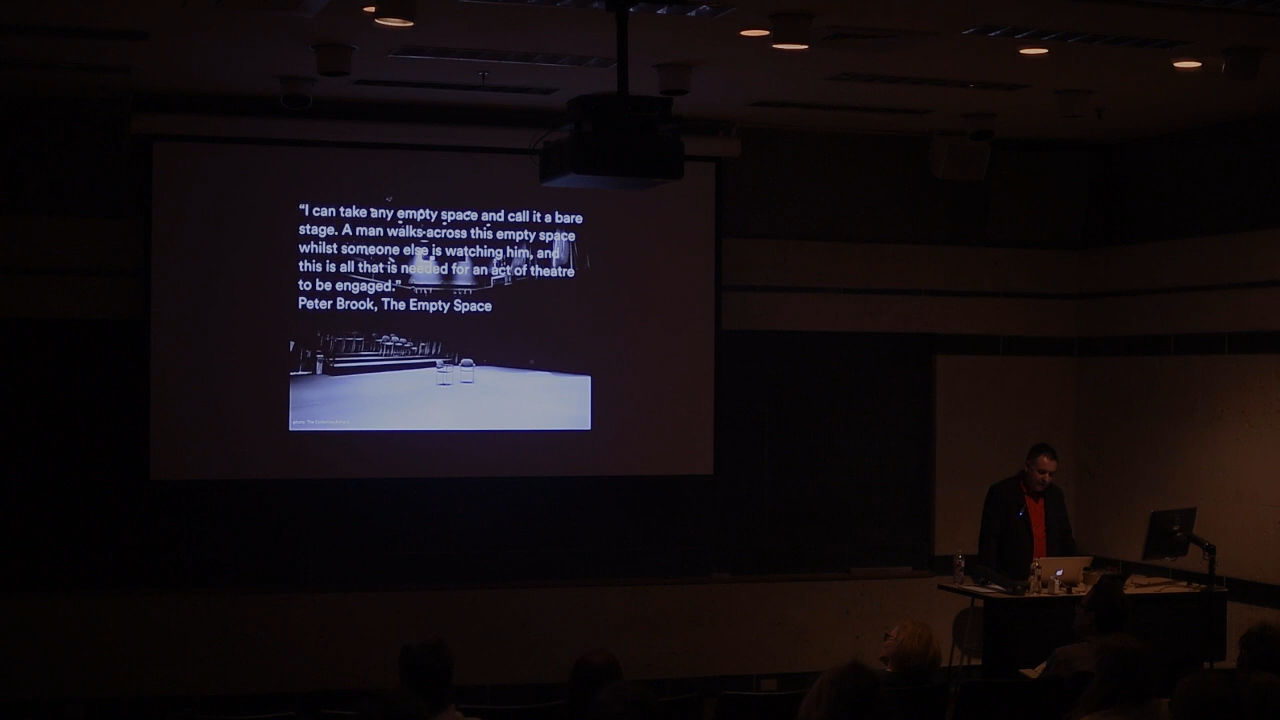 “I can take any empty space and call it a bare
stage. A man walks across this empty space
whilst someone else is watching him, and
this is all that is needed for an act of theatre
to be engaged.”
Peter Brook, The Empty Space